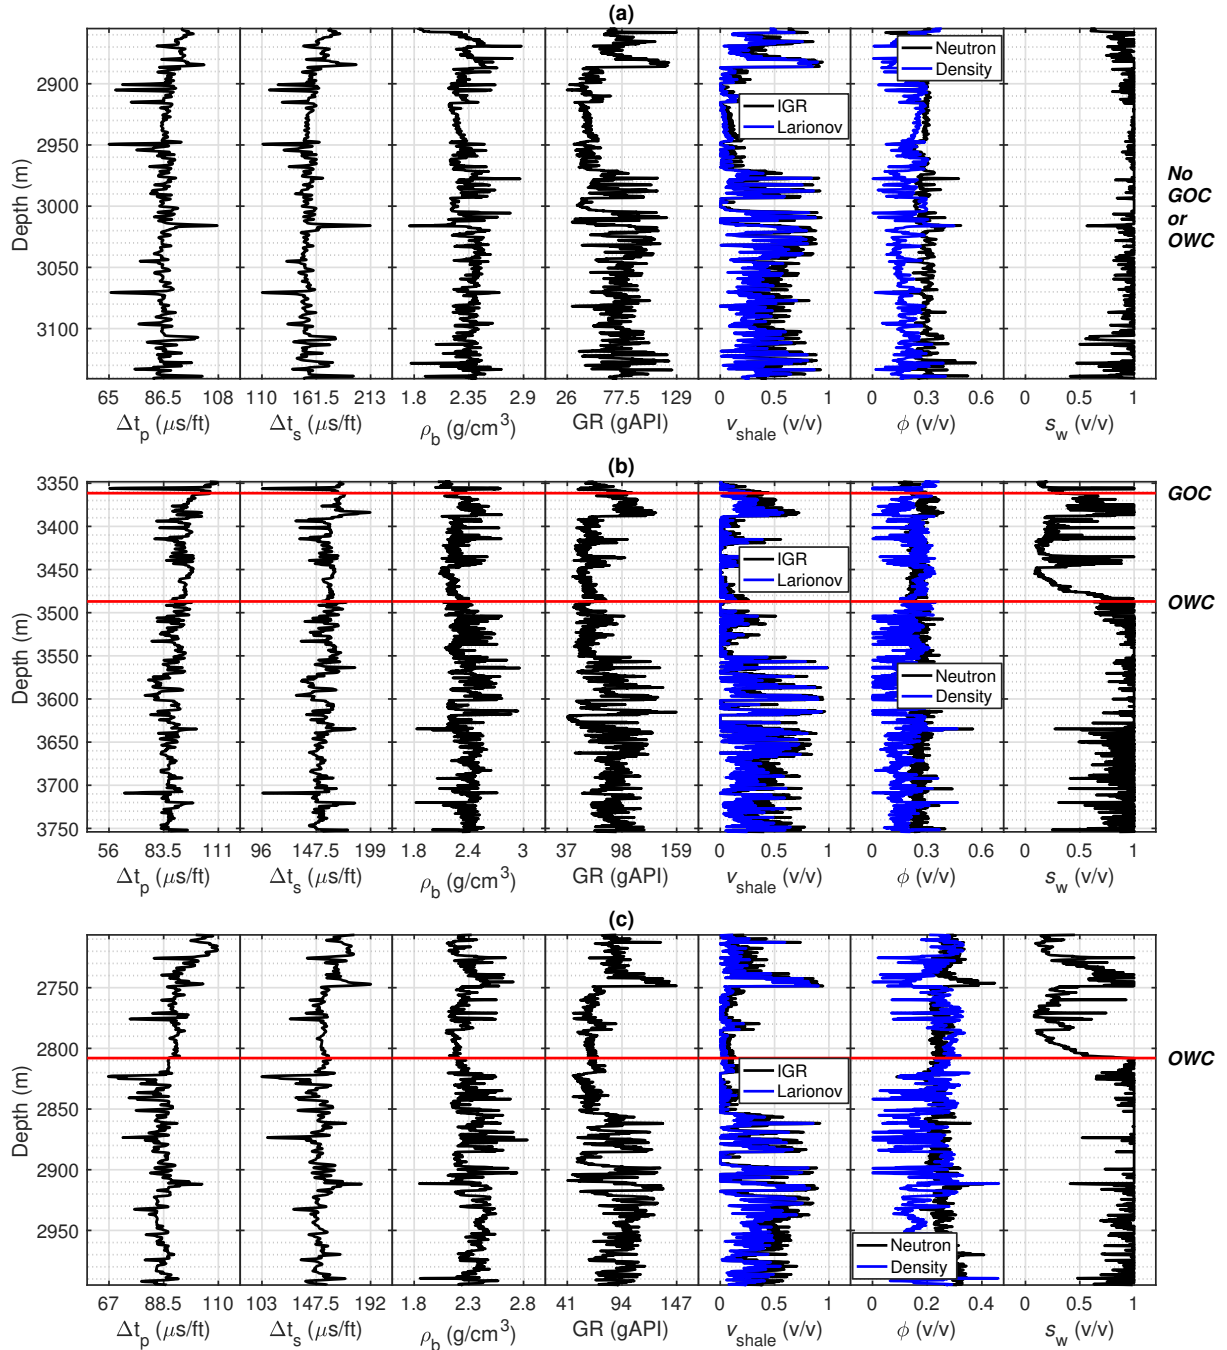 (a)
2900
2950
3000
3050
3100
Depth (m)
IGR
Larionov
Neutron
Density
No
GOC
or
OWC
65 86.5 108 110 161.5 213 1.8 2.35 2.9 26 77.5 129 0 0.5 1 0 0.3 0.6 0 0.5 1
Δt_p (μs/ft) Δt_s (μs/ft) ρ_b (g/cm³) GR (gAPI) v_shale (v/v) ϕ (v/v) s_w (v/v)
(b)
3350
3400
3450
3500
3550
3600
3650
3700
3750
Depth (m)
IGR
Larionov
Neutron
Density
GOC
OWC
56 83.5 111 96 147.5 199 1.8 2.4 3 37 98 159 0 0.5 1 0 0.3 0.6 0 0.5 1
Δt_p (μs/ft) Δt_s (μs/ft) ρ_b (g/cm³) GR (gAPI) v_shale (v/v) ϕ (v/v) s_w (v/v)
(c)
2750
2800
2850
2900
2950
Depth (m)
IGR
Larionov
Neutron
Density
OWC
67 88.5 110 103 147.5 192 1.8 2.3 2.8 41 94 147 0 0.5 1 0 0.2 0.4 0 0.5 1
Δt_p (μs/ft) Δt_s (μs/ft) ρ_b (g/cm³) GR (gAPI) v_shale (v/v) ϕ (v/v) s_w (v/v)